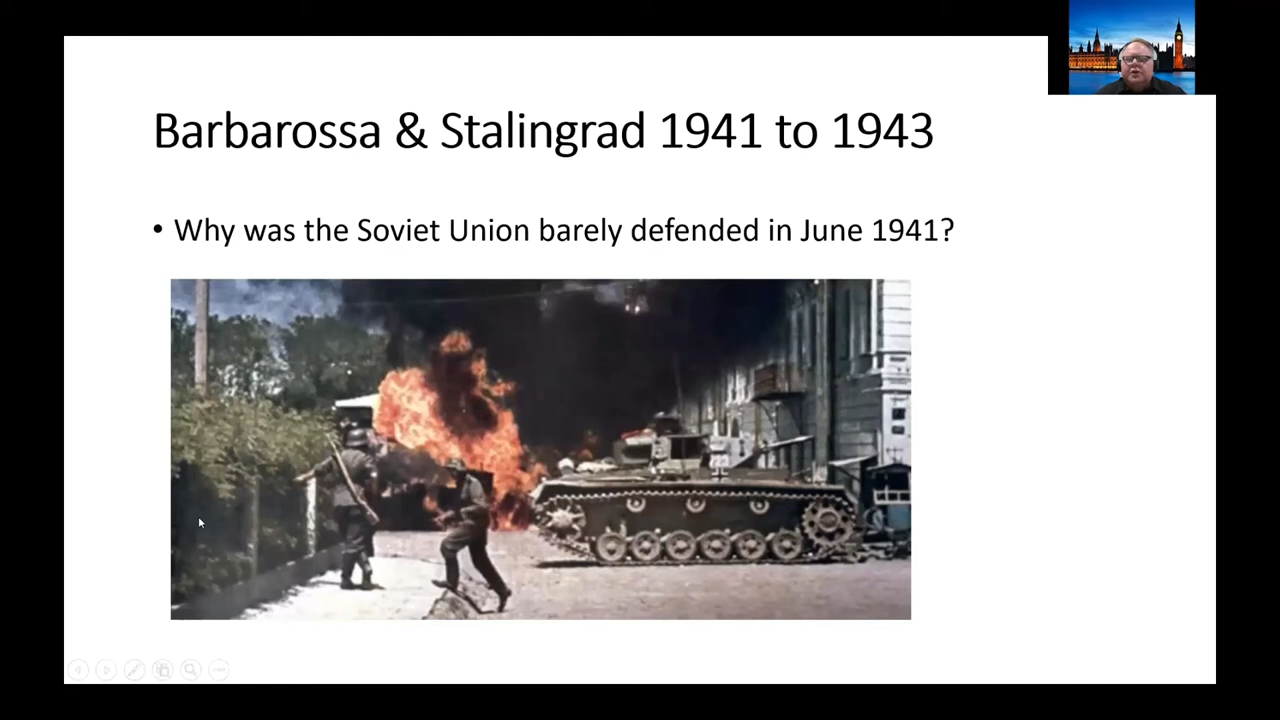 Barbarossa & Stalingrad 1941 to 1943
• Why was the Soviet Union barely defended in June 1941?